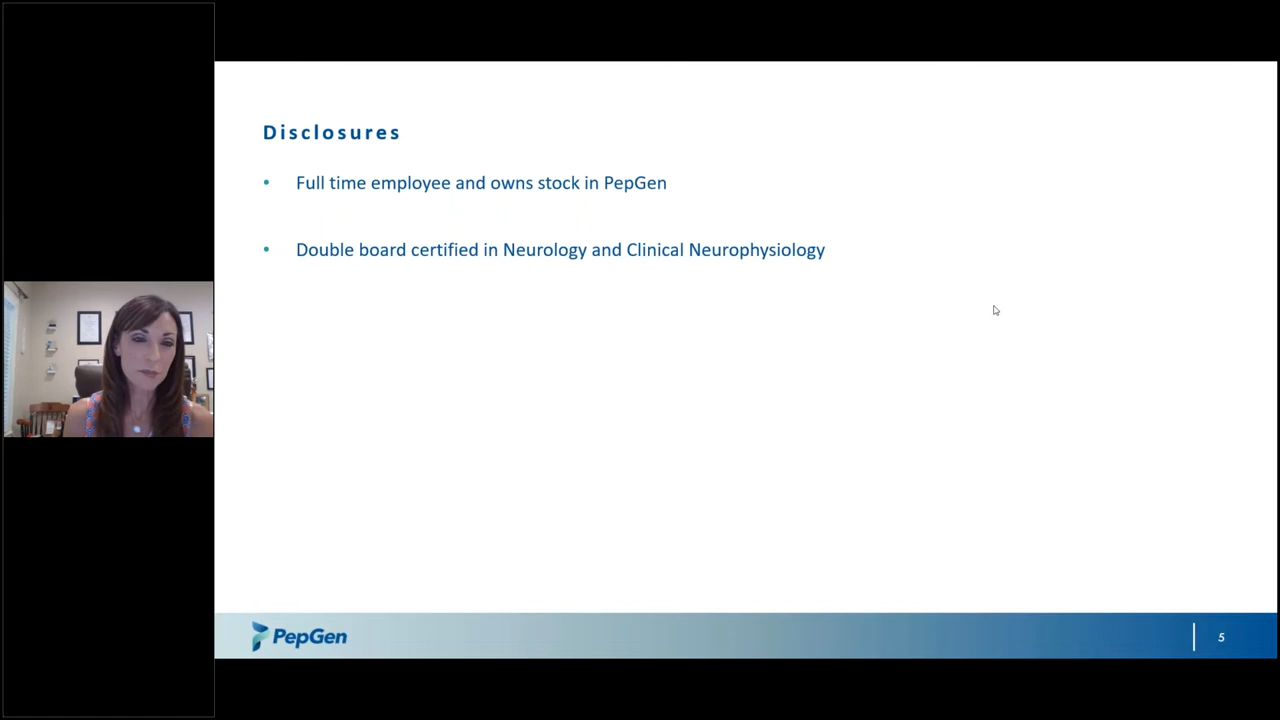 Disclosures
• Full time employee and owns stock in PepGen
• Double board certified in Neurology and Clinical Neurophysiology
PepGen
5